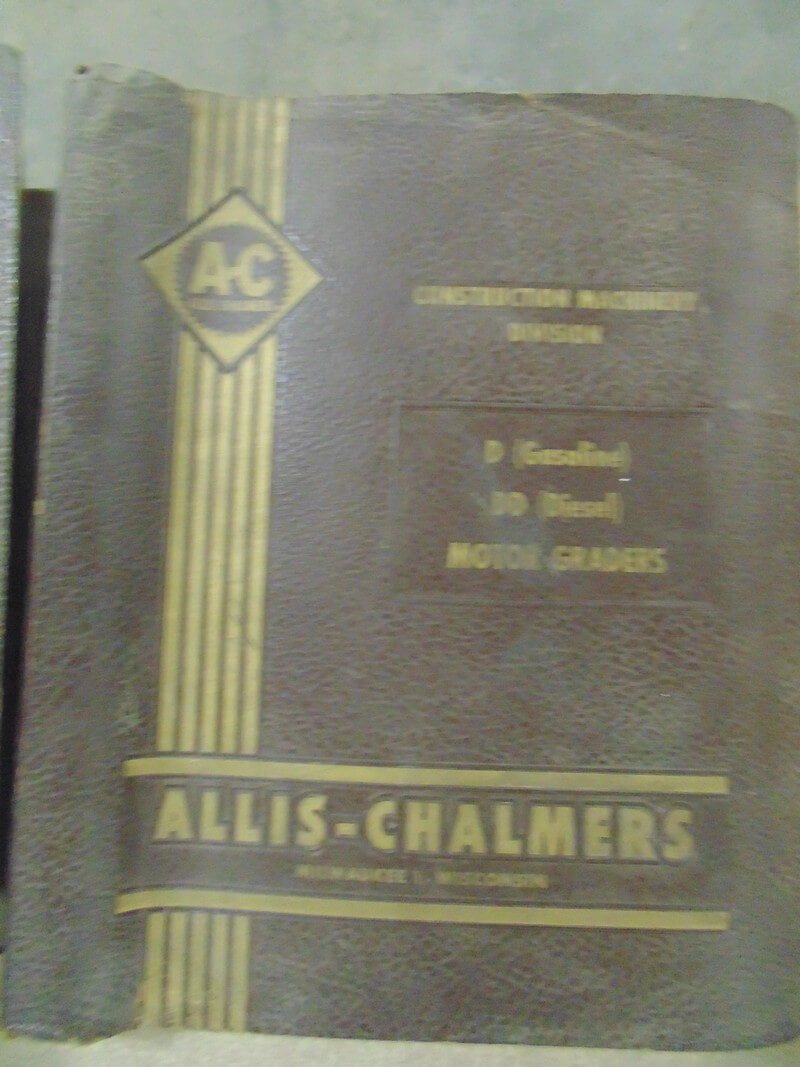 A-C
CONSTRUCTION MACHINERY
DIVISION
D (Gasoline)
DD (Diesel)
MOTOR GRADERS
ALLIS-CHALMERS
MILWAUKEE 1, WISCONSIN